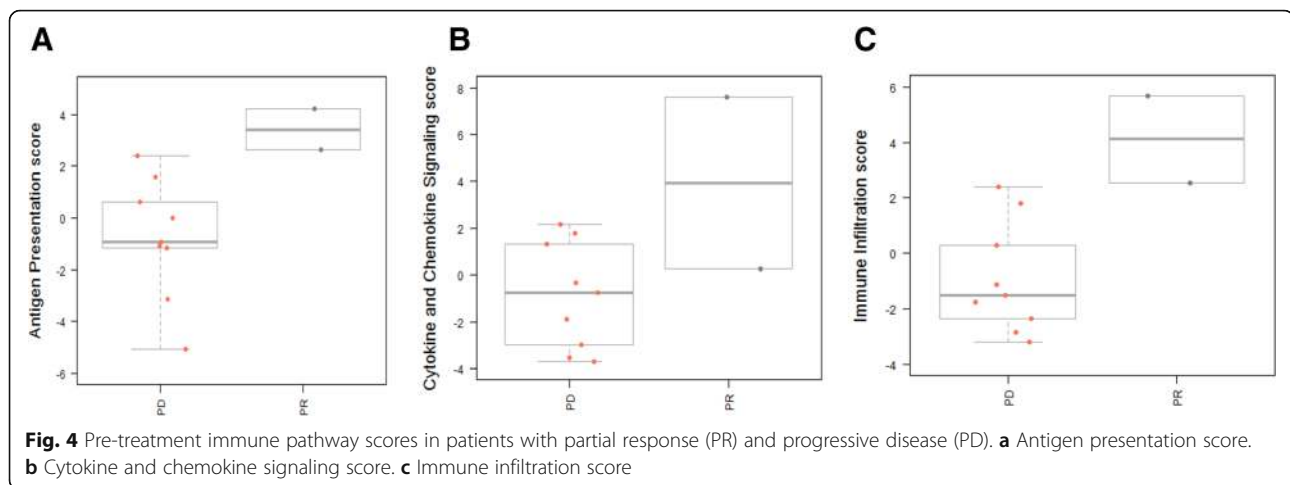 A
B
C
Antigen Presentation score
4
2
0
-2
-4
-6
PD
PR
Cytokine and Chemokine Signaling score
8
6
4
2
0
-2
-4
PD
PR
Immune Infiltration score
6
4
2
0
-2
-4
PD
PR
Fig. 4 Pre-treatment immune pathway scores in patients with partial response (PR) and progressive disease (PD). a Antigen presentation score.
b Cytokine and chemokine signaling score. c Immune infiltration score